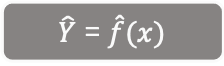 Ŷ = f̂(x)